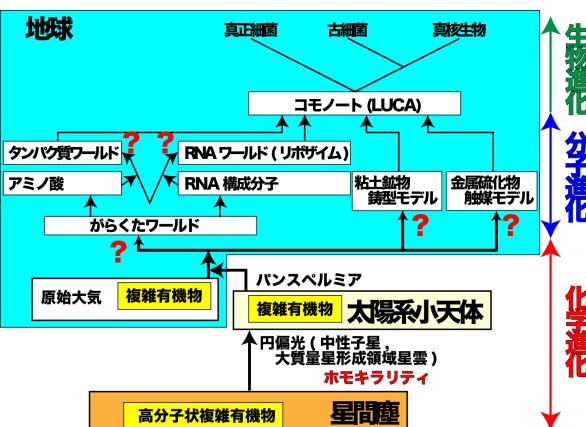 地球
真正細菌
古細菌
真核生物
コモノート(LUCA)
タンパク質ワールド
?
?
RNAワールド(リボザイム)
アミノ酸
RNA構成分子
粘土鉱物
鋳型モデル
金属硫化物
触媒モデル
がらくたワールド
?
?
?
原始大気
複雑有機物
パンスペルミア
複雑有機物
太陽系小天体
円偏光(中性子星,
大質量星形成領域星雲)
ホモキラリティ
高分子状複雑有機物
星間塵
生物進化
分子進化
化学進化